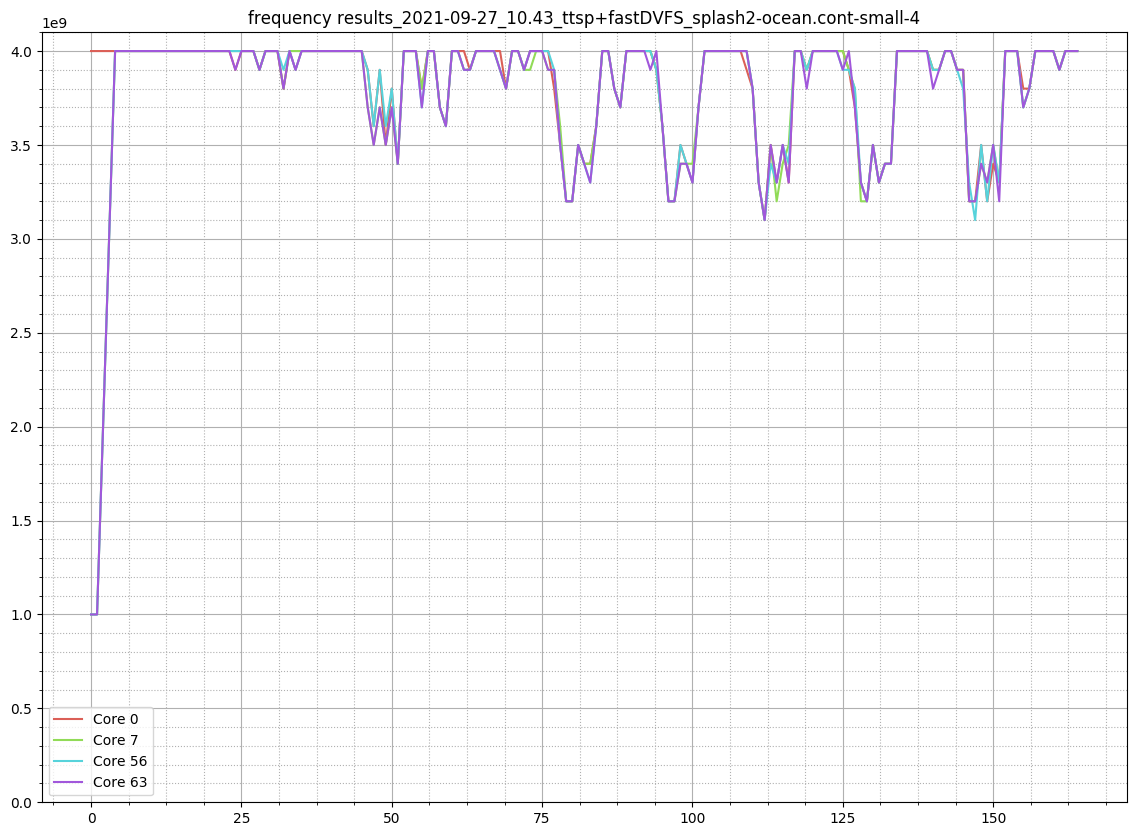 frequency results_2021-09-27_10.43_ttsp+fastDVFS_splash2-ocean.cont-small-4
1e9
4.0
3.5
3.0
2.5
2.0
1.5
1.0
0.5
0.0
Core 0
Core 7
Core 56
Core 63
0 25 50 75 100 125 150